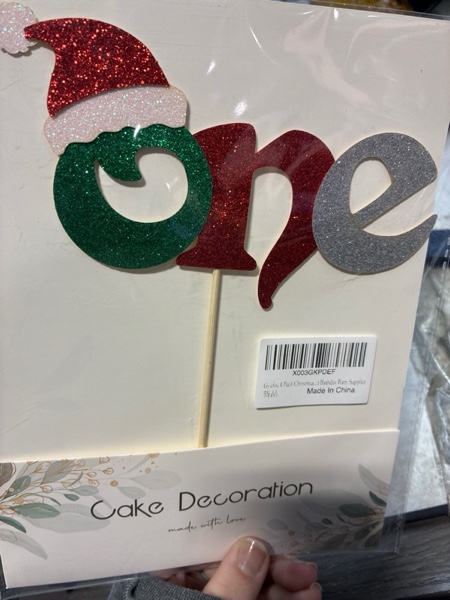 One
X003GKPDEF
Made In China
Cake Decoration
made with love